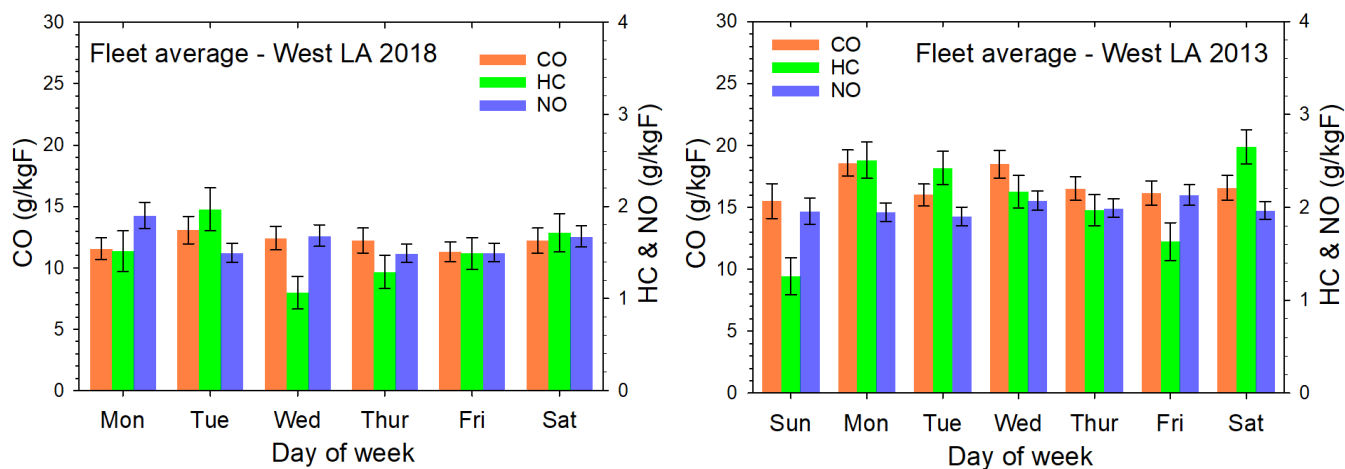 Fleet average - West LA 2018
CO
HC
NO
CO (g/kgF)
30
25
20
15
10
5
0
HC & NO (g/kgF)
4
3
2
1
0
Mon Tue Wed Thur Fri Sat
Day of week
Fleet average - West LA 2013
CO
HC
NO
CO (g/kgF)
30
25
20
15
10
5
0
HC & NO (g/kgF)
4
3
2
1
0
Sun Mon Tue Wed Thur Fri Sat
Day of week